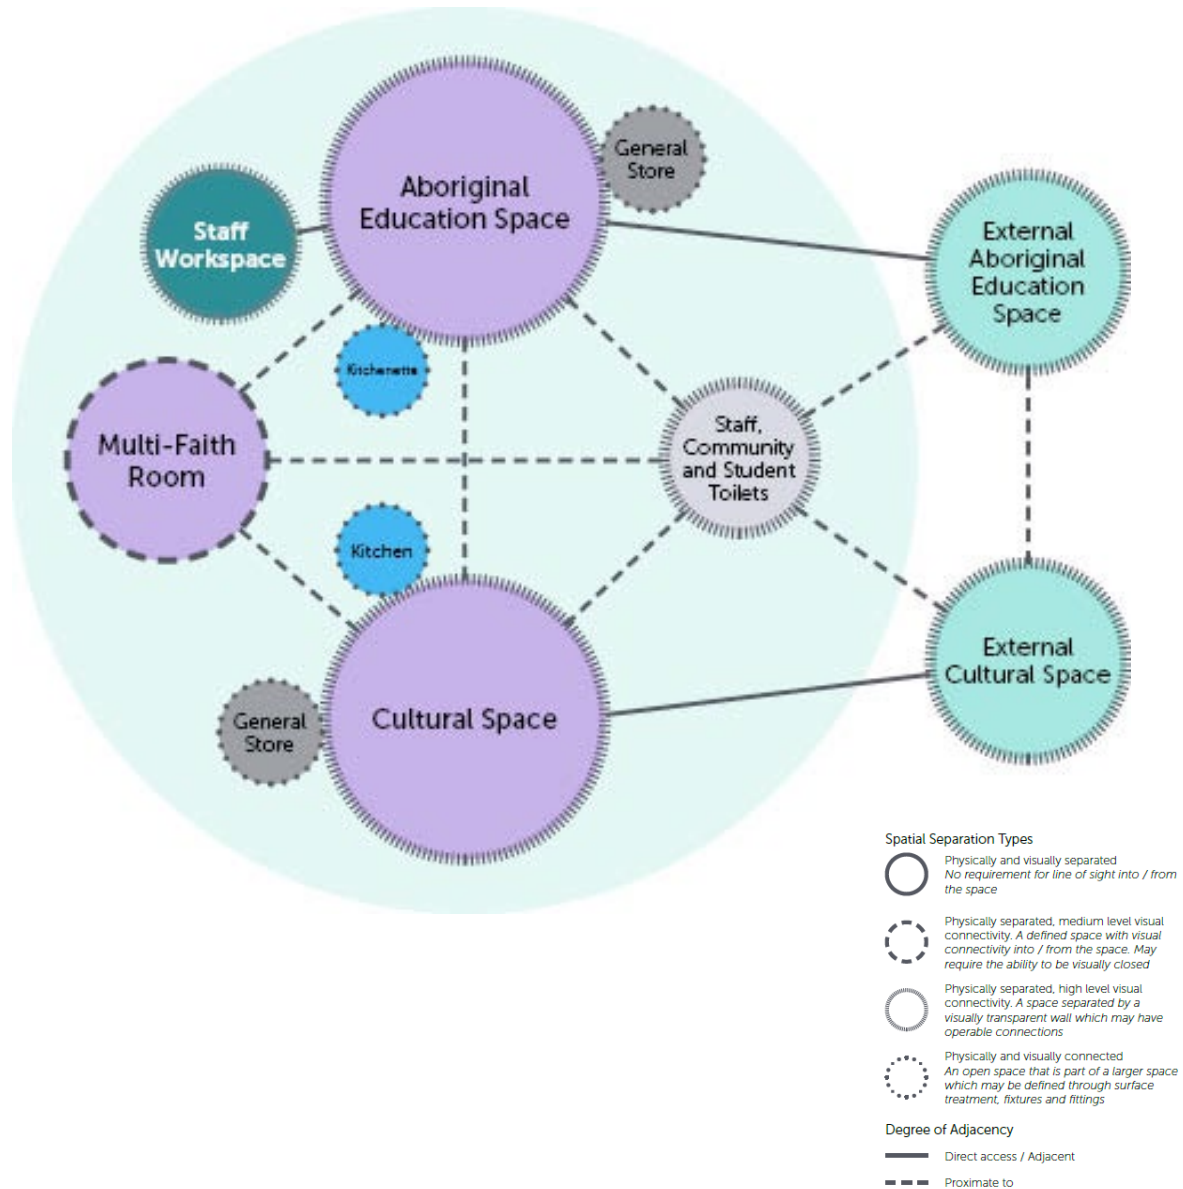 Aboriginal
Education Space
General
Store
Staff
Workspace
External
Aboriginal
Education
Space
Kitchenette
Multi-Faith
Room
Staff,
Community
and Student
Toilets
Kitchen
External
Cultural Space
General
Store
Cultural Space
Spatial Separation Types
Physically and visually separated
No requirement for line of sight into / from
the space
Physically separated, medium level visual
connectivity. A defined space with visual
connectivity into / from the space. May
require the ability to be visually closed
Physically separated, high level visual
connectivity. A space separated by a
visually transparent wall which may have
operable connections
Physically and visually connected
An open space that is part of a larger space
which may be defined through surface
treatment, fixtures and fittings
Degree of Adjacency
Direct access / Adjacent
Proximate to